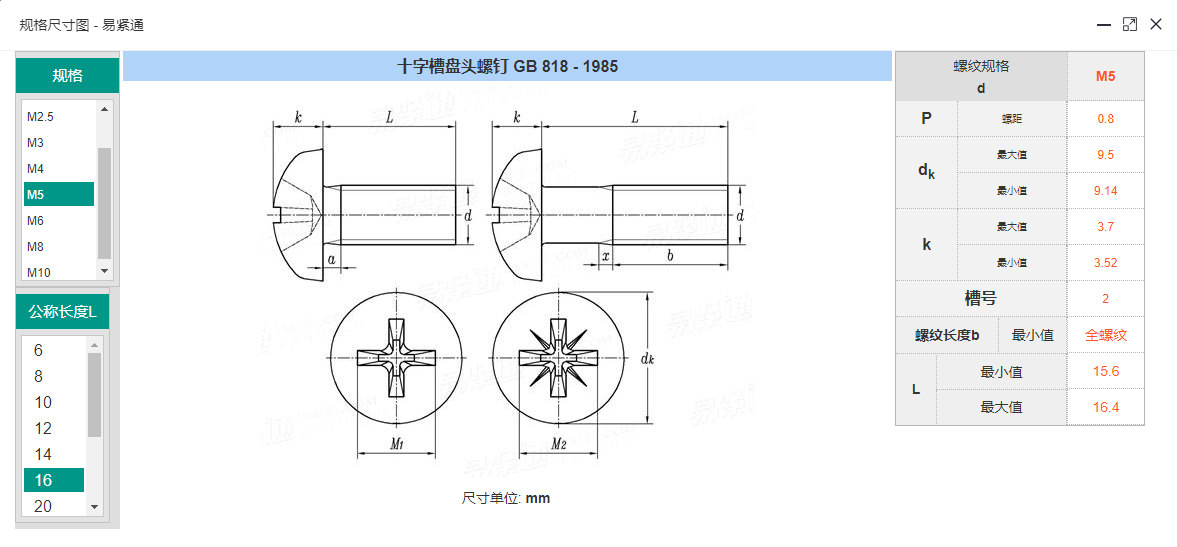 规格尺寸图 - 易紧通
规格
M2.5
M3
M4
M5
M6
M8
M10
公称长度L
6
8
10
12
14
16
20
十字槽盘头螺钉 GB 818 - 1985
k L k L
d d
a x b
dk
M1 M2
尺寸单位: mm
螺纹规格 d M5
P 螺距 0.8
dk 最大值 9.5
最小值 9.14
k 最大值 3.7
最小值 3.52
槽号 2
螺纹长度b 最小值 全螺纹
L 最小值 15.6
最大值 16.4